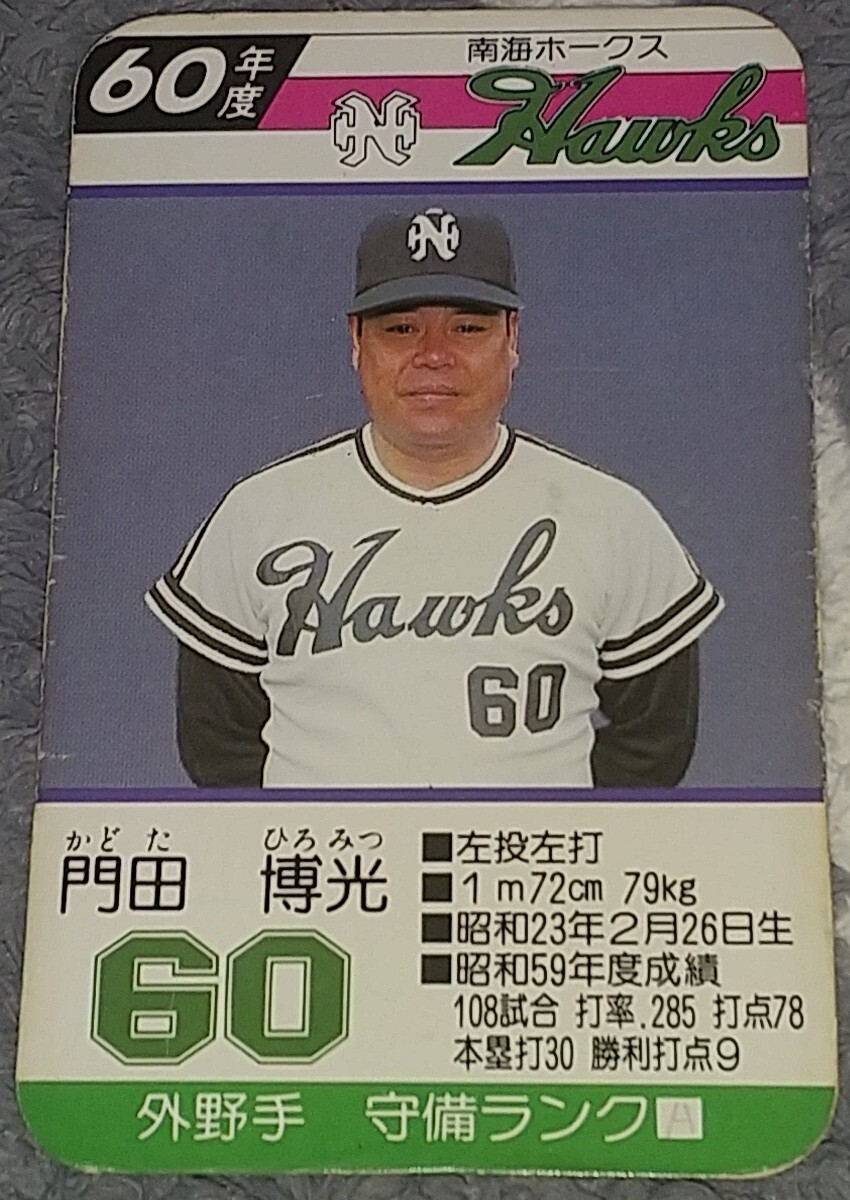 60年度
南海ホークス
NH
Hawks
NH
Hawks
60
かどた ひろみつ
門田 博光
60
■左投左打
■1m72cm 79kg
■昭和23年2月26日生
■昭和59年度成績
108試合 打率.285 打点78
本塁打30 勝利打点9
外野手 守備ランクA